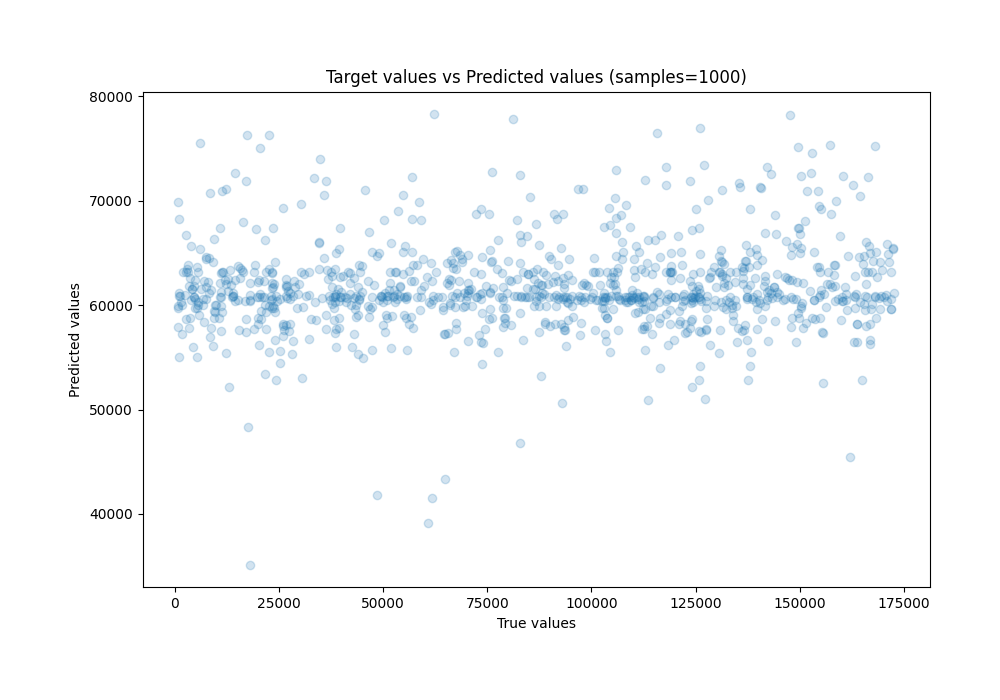 Target values vs Predicted values (samples=1000)
80000
70000
60000
50000
40000
Predicted values
0 25000 50000 75000 100000 125000 150000 175000
True values